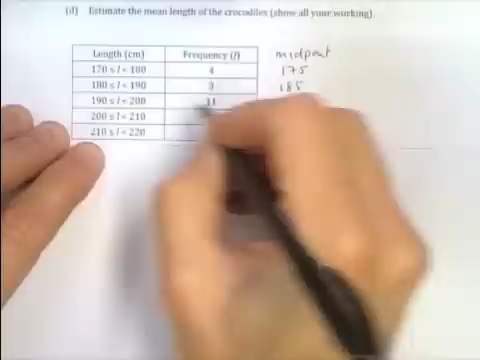 (d) Estimate the mean length of the crocodiles (show all your working).
Length (cm) Frequency (f) midpoint
170 ≤ l < 180 4 175
180 ≤ l < 190 3 185
190 ≤ l < 200 11
200 ≤ l < 210
210 ≤ l < 220